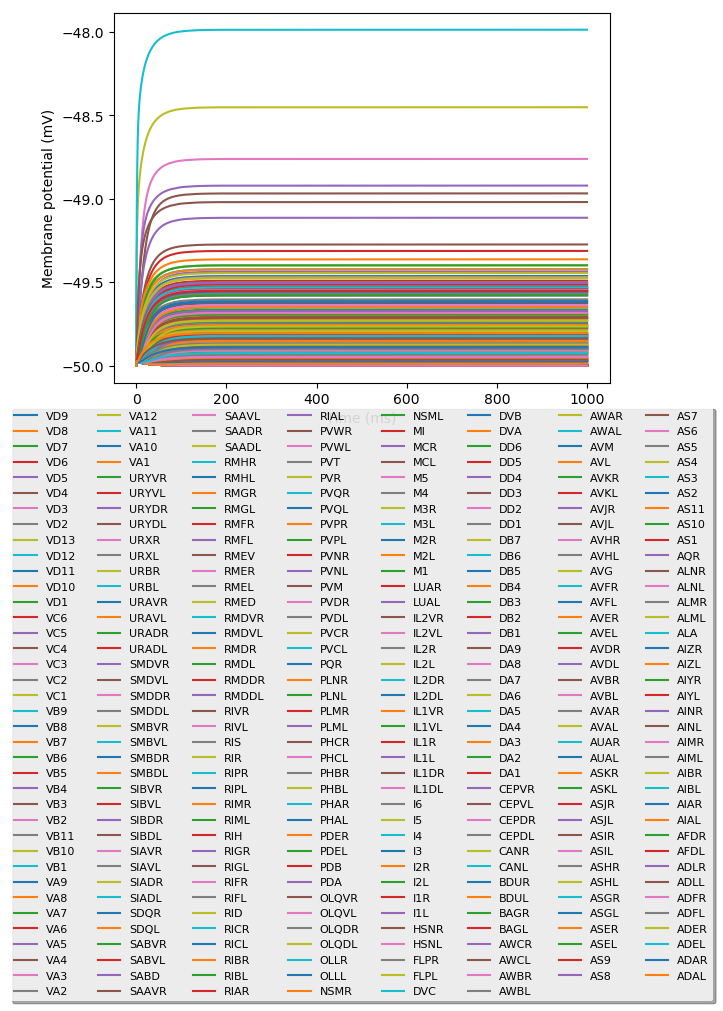 −48.0
−48.5
−49.0
−49.5
−50.0
Membrane potential (mV)
0 200 400 600 800 1000
(ms)
VD9 VA12 SAAVL RIAL NSML DVB AWAR AS7
VD8 VA11 SAADR PVWR MI DVA AWAL AS6
VD7 VA10 SAADL PVWL MCR DD6 AVM AS5
VD6 VA1 RMHR PVT MCL DD5 AVL AS4
VD5 URYVR RMHL PVR M5 DD4 AVKR AS3
VD4 URYVL RMGR PVQR M4 DD3 AVKL AS2
VD3 URYDR RMGL PVQL M3R DD2 AVJR AS11
VD2 URYDL RMFR PVPR M3L DD1 AVJL AS10
VD13 URXR RMFL PVPL M2R DB7 AVHR AS1
VD12 URXL RMEV PVNR M2L DB6 AVHL AQR
VD11 URBR RMER PVNL M1 DB5 AVG ALNR
VD10 URBL RMEL PVM LUAR DB4 AVFR ALNL
VD1 URAVR RMED PVDR LUAL DB3 AVFL ALMR
VC6 URAVL RMDVR PVDL IL2VR DB2 AVER ALML
VC5 URADR RMDVL PVCR IL2VL DB1 AVEL ALA
VC4 URADL RMDR PVCL IL2R DA9 AVDR AIZR
VC3 SMDVR RMDL PQR IL2L DA8 AVDL AIZL
VC2 SMDVL RMDDR PLNR IL2DR DA7 AVBR AIYR
VC1 SMDDR RMDDL PLNL IL2DL DA6 AVBL AIYL
VB9 SMDDL RIVR PLMR IL1VR DA5 AVAR AINR
VB8 SMBVR RIVL PLML IL1VL DA4 AVAL AINL
VB7 SMBVL RIS PHCR IL1R DA3 AUAR AIMR
VB6 SMBDR RIR PHCL IL1L DA2 AUAL AIML
VB5 SMBDL RIPR PHBR IL1DR DA1 ASKR AIBR
VB4 SIBVR RIPL PHBL IL1DL CEPVR ASKL AIBL
VB3 SIBVL RIMR PHAR I6 CEPVL ASJR AIAR
VB2 SIBDR RIML PHAL I5 CEPDR ASJL AIAL
VB11 SIBDL RIH PDER I4 CEPDL ASIR AFDR
VB10 SIAVR RIGR PDEL I3 CANR ASIL AFDL
VB1 SIAVL RIGL PDB I2R CANL ASHR ADLR
VA9 SIADR RIFR PDA I2L BDUR ASHL ADLL
VA8 SIADL RIFL OLQVR I1R BDUL ASGR ADFR
VA7 SDQR RID OLQVL I1L BAGR ASGL ADFL
VA6 SDQL RICR OLQDR HSNR BAGL ASER ADER
VA5 SABVR RICL OLQDL HSNL AWCR ASEL ADEL
VA4 SABVL RIBR OLLR FLPR AWCL AS9 ADAR
VA3 SABD RIBL OLLL FLPL AWBR AS8 ADAL
VA2 SAAVR RIAR NSMR DVC AWBL